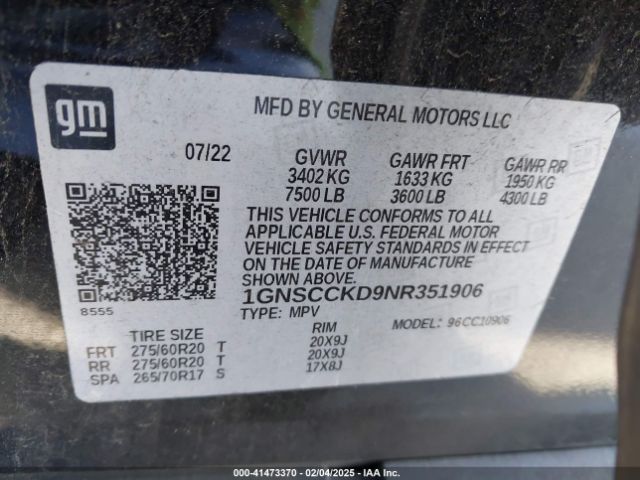 gm
MFD BY GENERAL MOTORS LLC
07/22 GVWR GAWR FRT GAWR RR
3402 KG 1633 KG 1950 KG
7500 LB 3600 LB 4300 LB
THIS VEHICLE CONFORMS TO ALL
APPLICABLE U.S. FEDERAL MOTOR
VEHICLE SAFETY STANDARDS IN EFFECT
ON THE DATE OF MANUFACTURE
SHOWN ABOVE.
8555
1GNSCCKD9NR351906
TYPE: MPV MODEL: 96CC10906
TIRE SIZE RIM
FRT 275/60R20 T 20X9J
RR 275/60R20 T 20X9J
SPA 265/70R17 S 17X8J
000-41473370 - 02/04/2025 - IAA Inc.